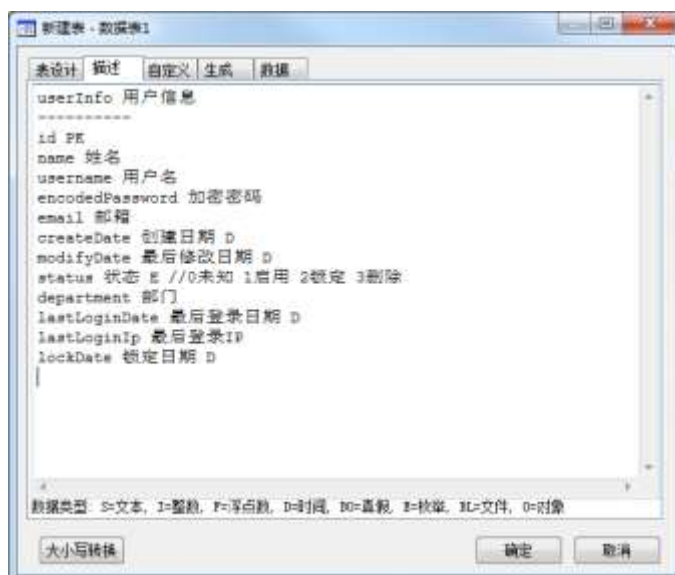 新建表 - 数据表1
表设计 描述 自定义 生成 数据
userInfo 用户信息
----------
id PK
name 姓名
username 用户名
encodedPassword 加密密码
email 邮箱
createDate 创建日期 D
modifyDate 最后修改日期 D
status 状态 E //0未知 1启用 2锁定 3删除
department 部门
lastLoginDate 最后登录日期 D
lastLoginIp 最后登录IP
lockDate 锁定日期 D
数据类型: S=文本, I=整数, F=浮点数, D=时间, BO=真假, E=枚举, BL=文件, O=对象
大小写转换 确定 取消